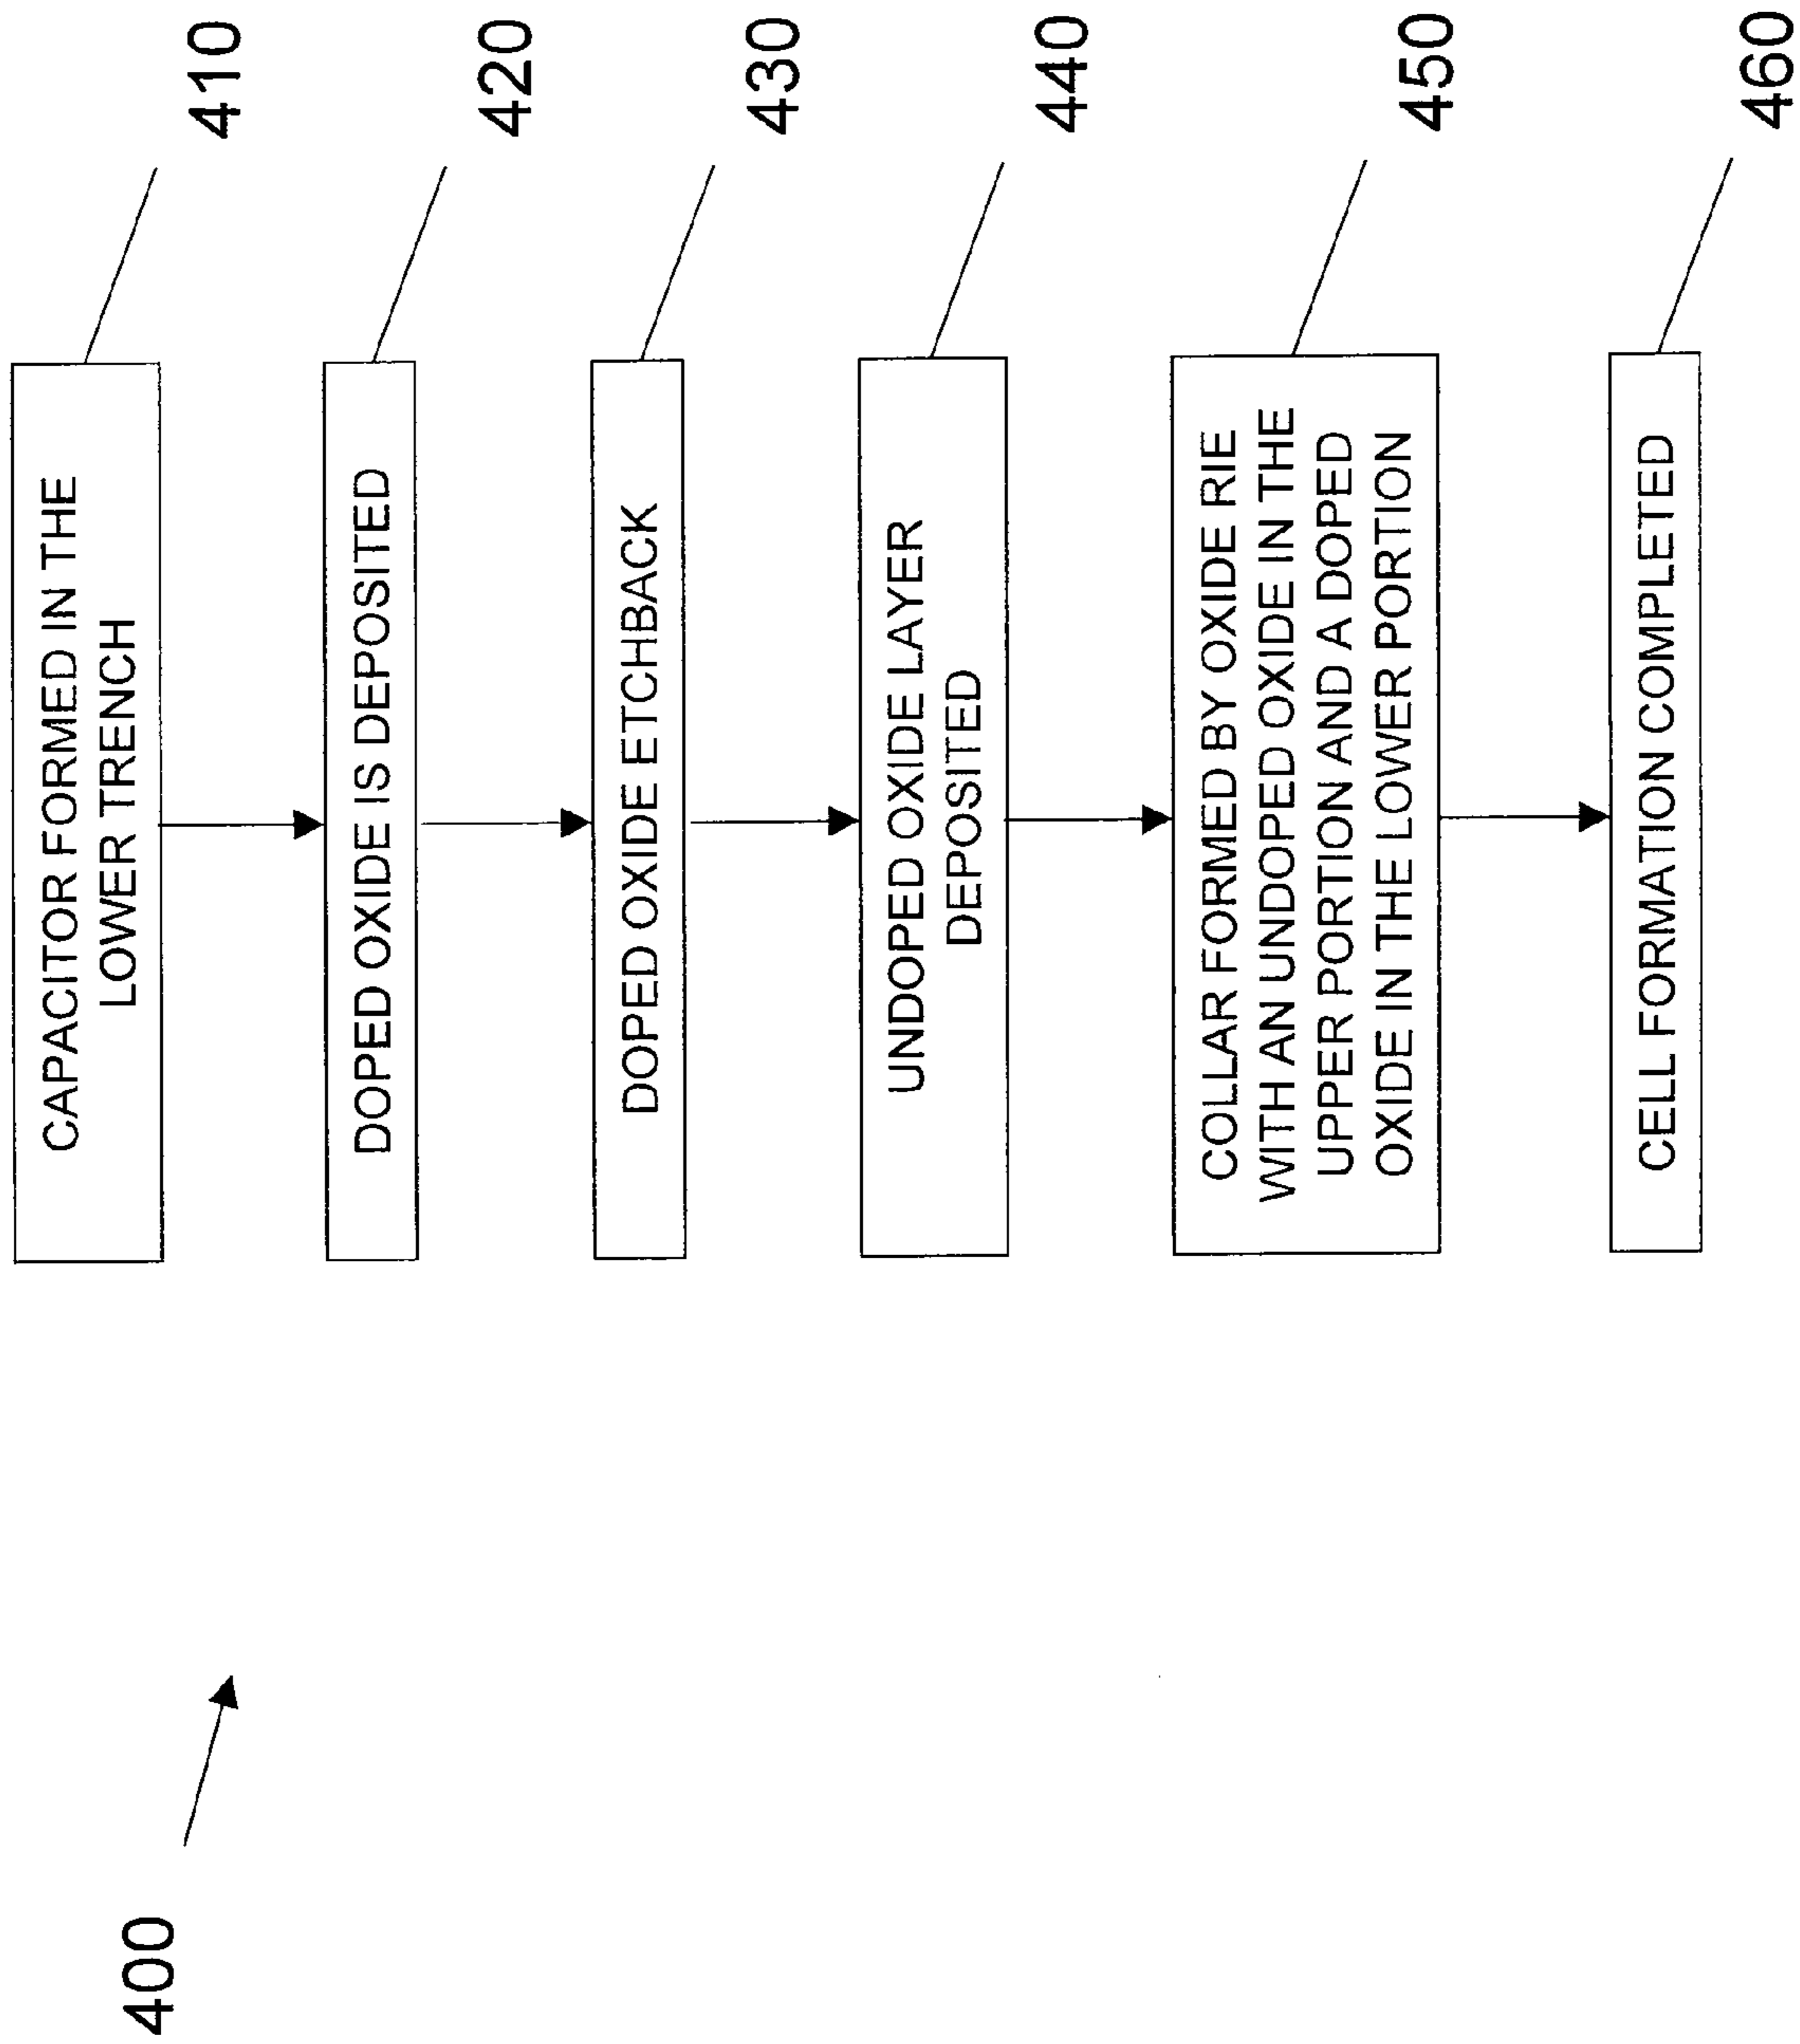 400
CAPACITOR FORMED IN THE
LOWER TRENCH
410
DOPED OXIDE IS DEPOSITED
420
DOPED OXIDE ETCHBACK
430
UNDOPED OXIDE LAYER
DEPOSITED
440
COLLAR FORMED BY OXIDE RIE
WITH AN UNDOPED OXIDE IN THE
UPPER PORTION AND A DOPED
OXIDE IN THE LOWER PORTION
450
CELL FORMATION COMPLETED
460